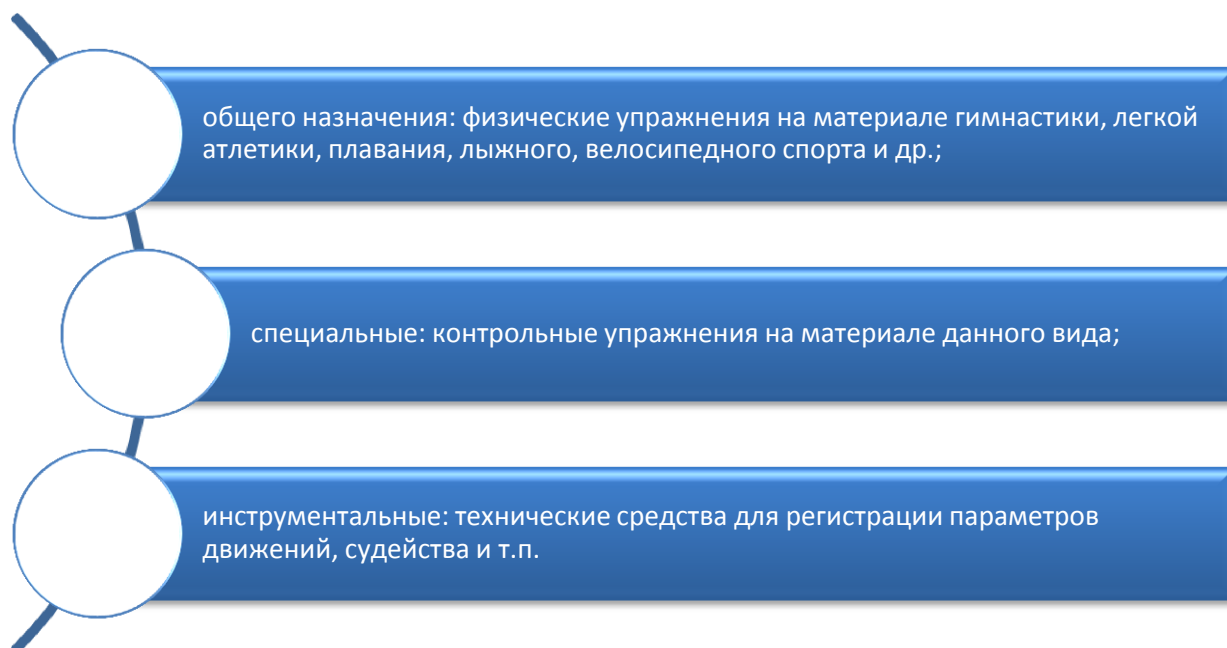 общего назначения: физические упражнения на материале гимнастики, легкой
атлетики, плавания, лыжного, велосипедного спорта и др.;
специальные: контрольные упражнения на материале данного вида;
инструментальные: технические средства для регистрации параметров
движений, судейства и т.п.